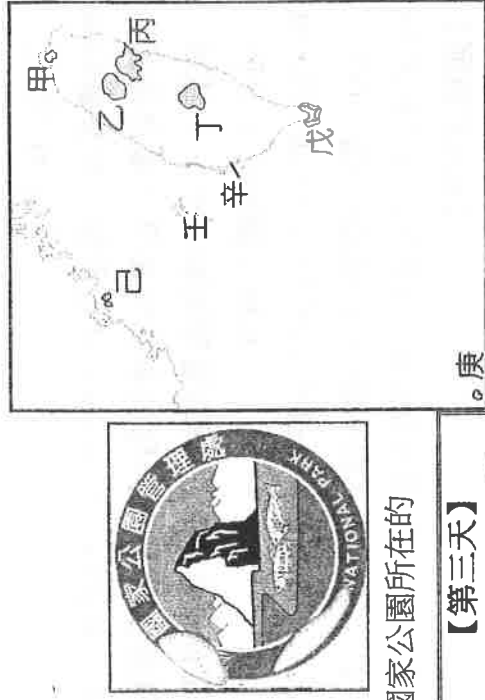 甲
丙
乙
丁
己
壬
辛
戊
庚
國家公園管理處
NATIONAL PARK
國家公園所在的
【第三天】